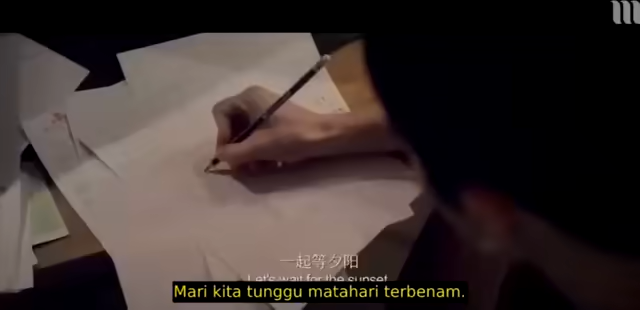 一起等夕阳
Let's wait for the sunset
Mari kita tunggu matahari terbenam.